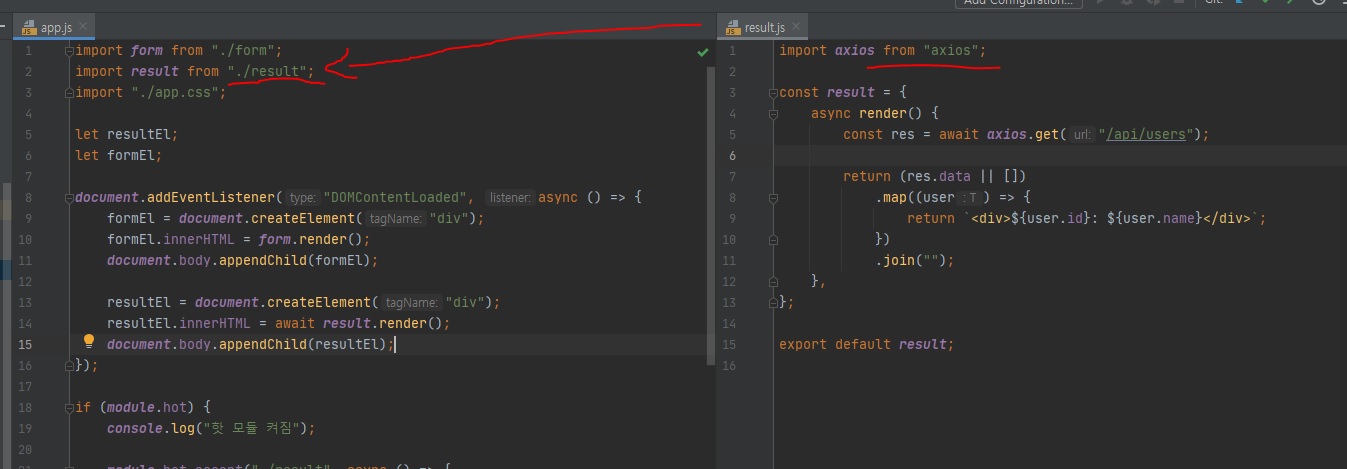 Add Configuration...
Git:
app.js
1 import form from "./form";
2 import result from "./result";
3 import "./app.css";
4
5 let resultEl;
6 let formEl;
7
8 document.addEventListener( type: "DOMContentLoaded", listener: async () => {
9 formEl = document.createElement( tagName: "div");
10 formEl.innerHTML = form.render();
11 document.body.appendChild(formEl);
12
13 resultEl = document.createElement( tagName: "div");
14 resultEl.innerHTML = await result.render();
15 document.body.appendChild(resultEl);
16 });
17
18 if (module.hot) {
19 console.log("핫 모듈 켜짐");
20
21 module.hot.accept("./result", async () => {
result.js
1 import axios from "axios";
2
3 const result = {
4 async render() {
5 const res = await axios.get( url: "/api/users");
6
7 return (res.data || [])
8 .map((user : T ) => {
9 return `<div>${user.id}: ${user.name}</div>`;
10 })
11 .join("");
12 },
13 };
14
15 export default result;
16